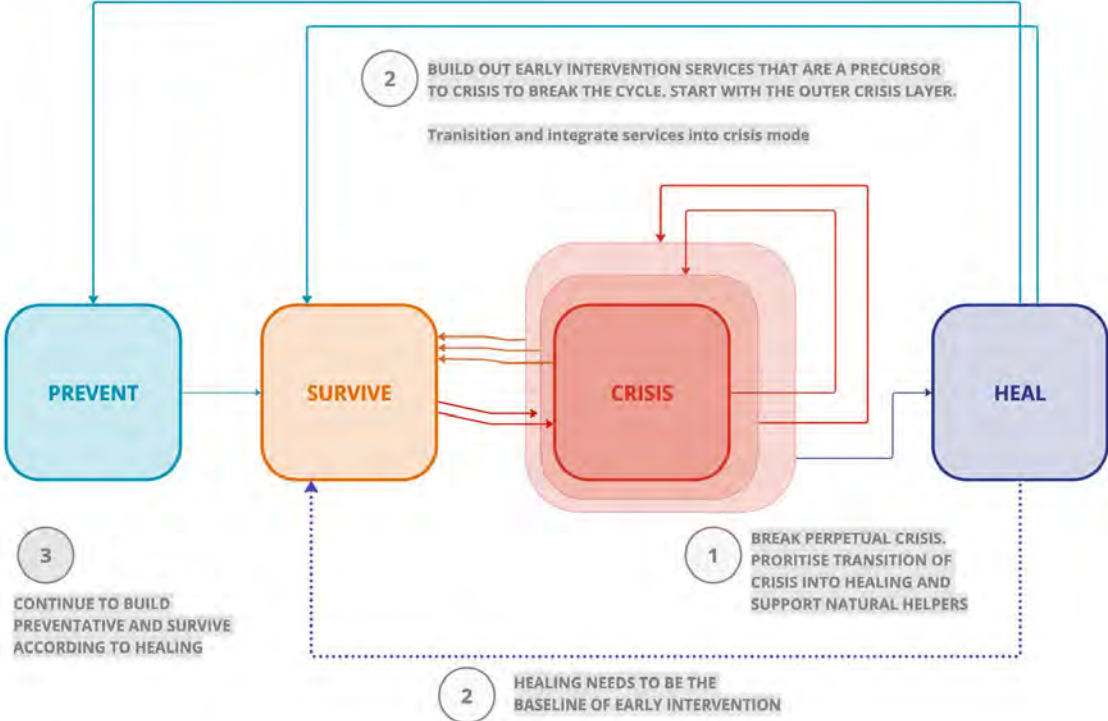 2
BUILD OUT EARLY INTERVENTION SERVICES THAT ARE A PRECURSOR
TO CRISIS TO BREAK THE CYCLE. START WITH THE OUTER CRISIS LAYER.
Tranisition and integrate services into crisis mode
PREVENT
SURVIVE
CRISIS
HEAL
1
BREAK PERPETUAL CRISIS.
PRORITISE TRANSITION OF
CRISIS INTO HEALING AND
SUPPORT NATURAL HELPERS
3
CONTINUE TO BUILD
PREVENTATIVE AND SURVIVE
ACCORDING TO HEALING
2
HEALING NEEDS TO BE THE
BASELINE OF EARLY INTERVENTION